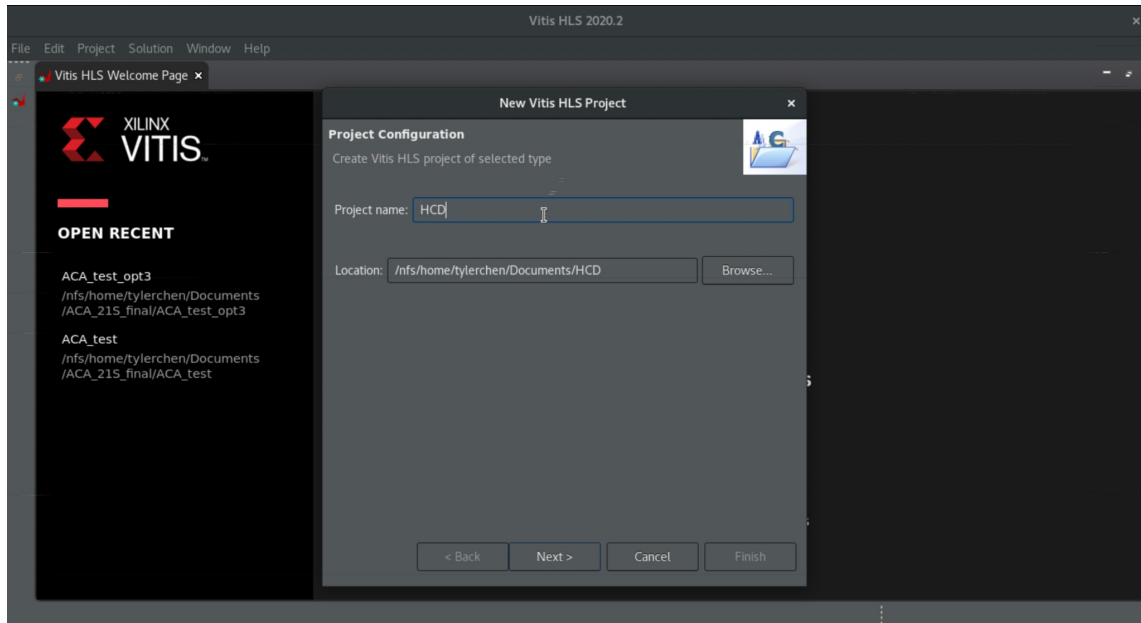 Vitis HLS 2020.2
File Edit Project Solution Window Help
Vitis HLS Welcome Page
XILINX
VITIS
OPEN RECENT
ACA_test_opt3
/nfs/home/tylerchen/Documents
/ACA_21S_final/ACA_test_opt3
ACA_test
/nfs/home/tylerchen/Documents
/ACA_21S_final/ACA_test
New Vitis HLS Project
Project Configuration
Create Vitis HLS project of selected type
Project name: HCD
Location: /nfs/home/tylerchen/Documents/HCD Browse...
< Back Next > Cancel Finish